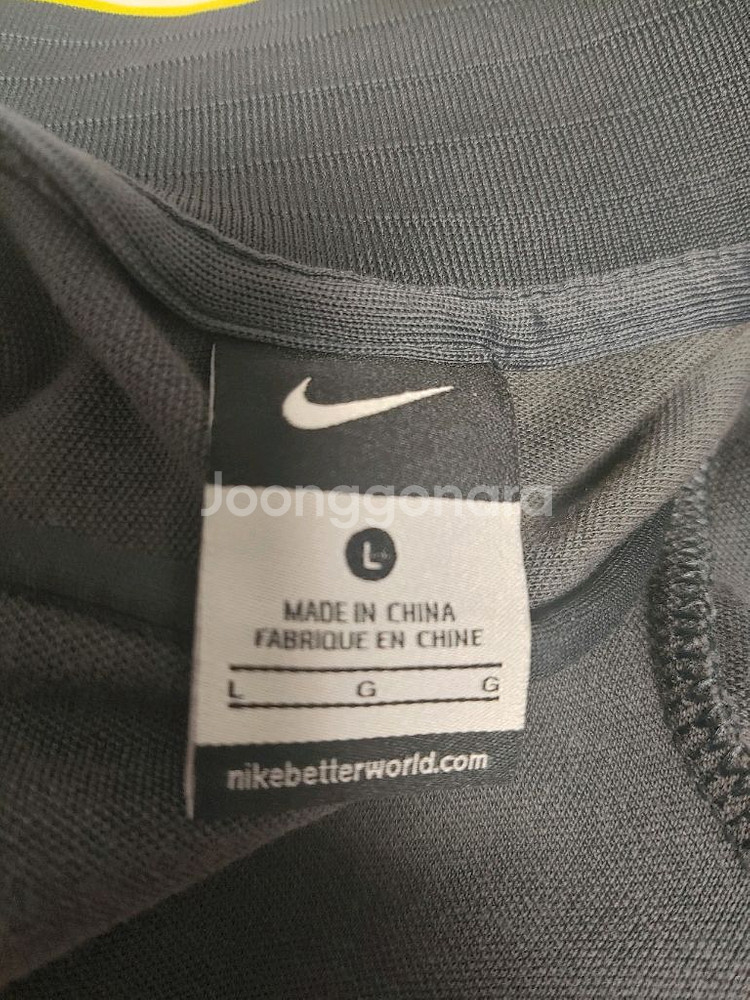 Joonggonara
L
MADE IN CHINA
FABRIQUE EN CHINE
L G G
nikebetterworld.com